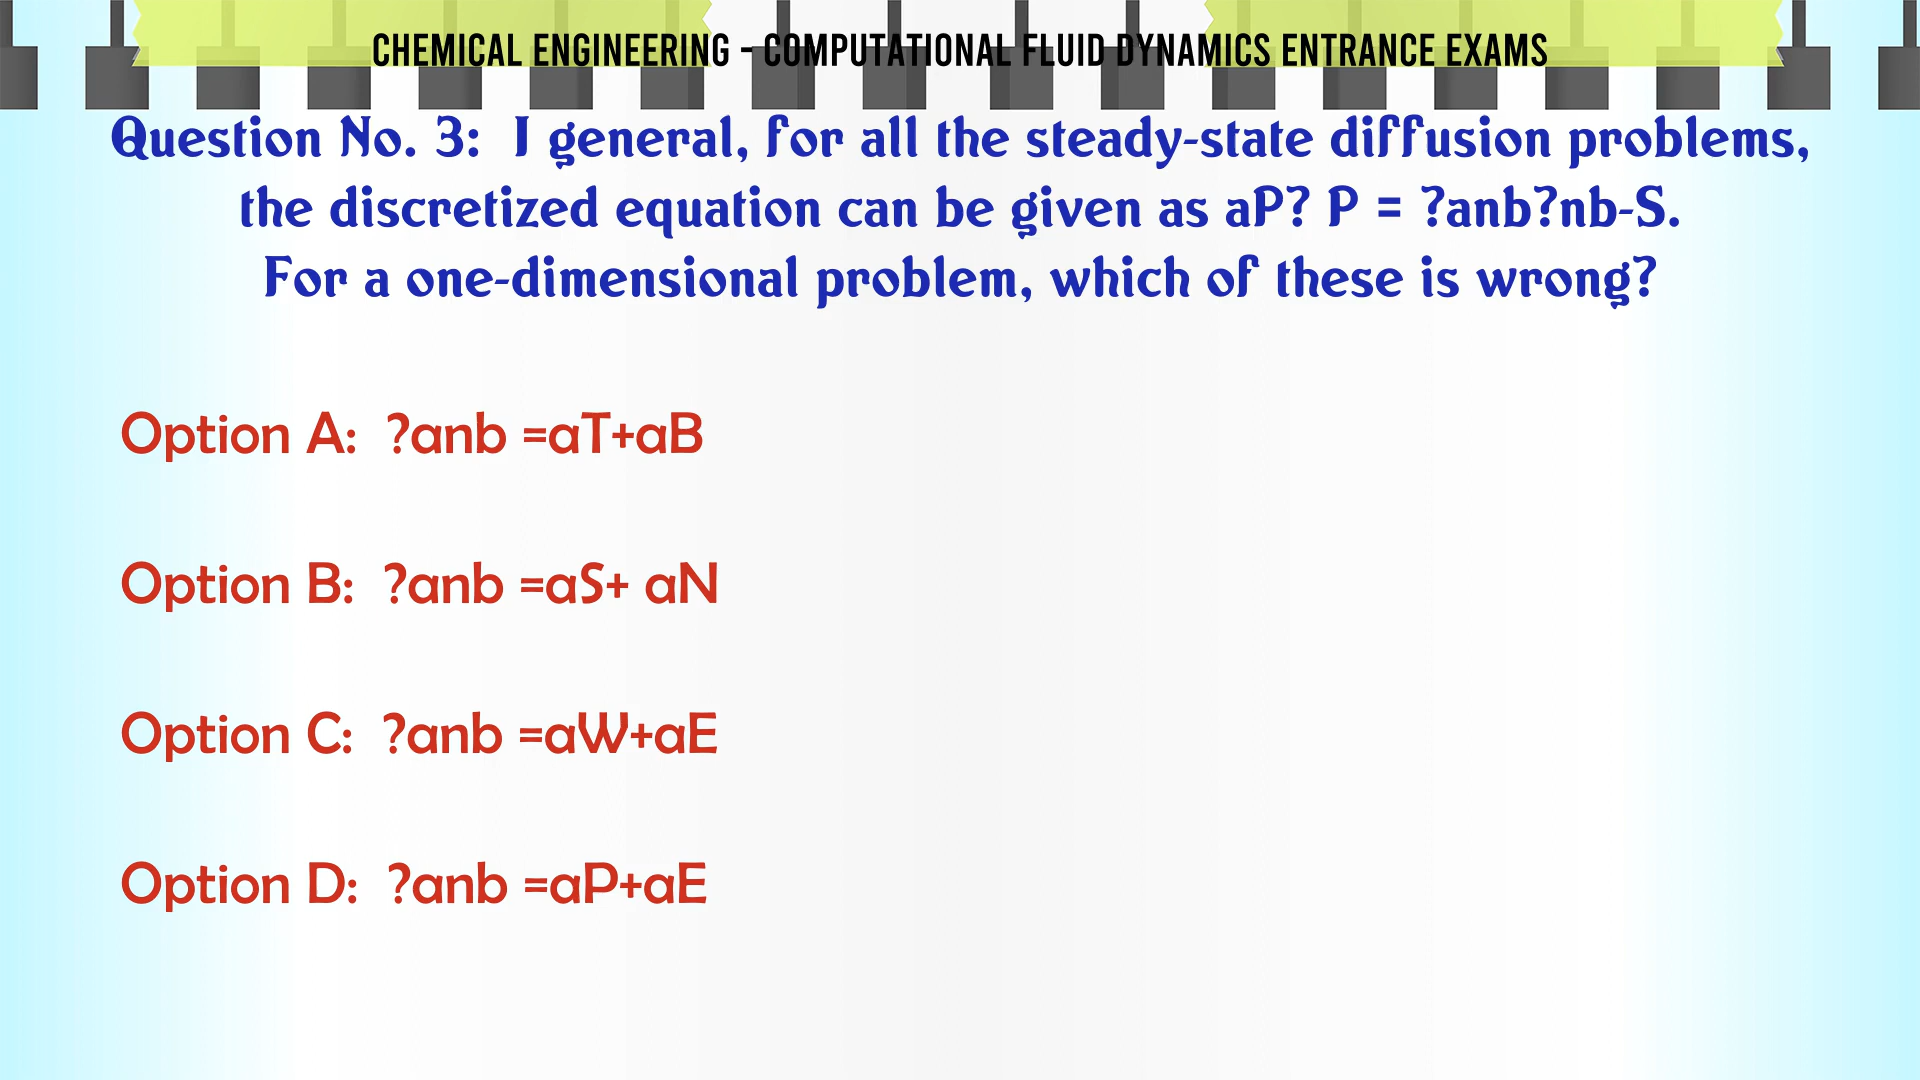 CHEMICAL ENGINEERING - COMPUTATIONAL FLUID DYNAMICS ENTRANCE EXAMS
Question No. 3: I general, for all the steady-state diffusion problems,
the discretized equation can be given as aP? P = ?anb?nb-S.
For a one-dimensional problem, which of these is wrong?
Option A: ?anb =aT+aB
Option B: ?anb =aS+ aN
Option C: ?anb =aW+aE
Option D: ?anb =aP+aE